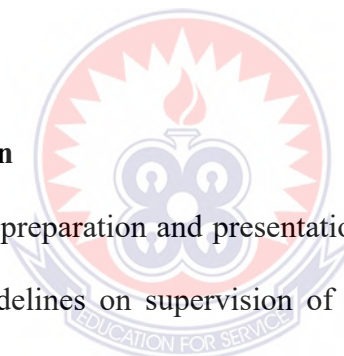 n
preparation and presentatio
delines on supervision of
EDUCATION FOR SERVICE